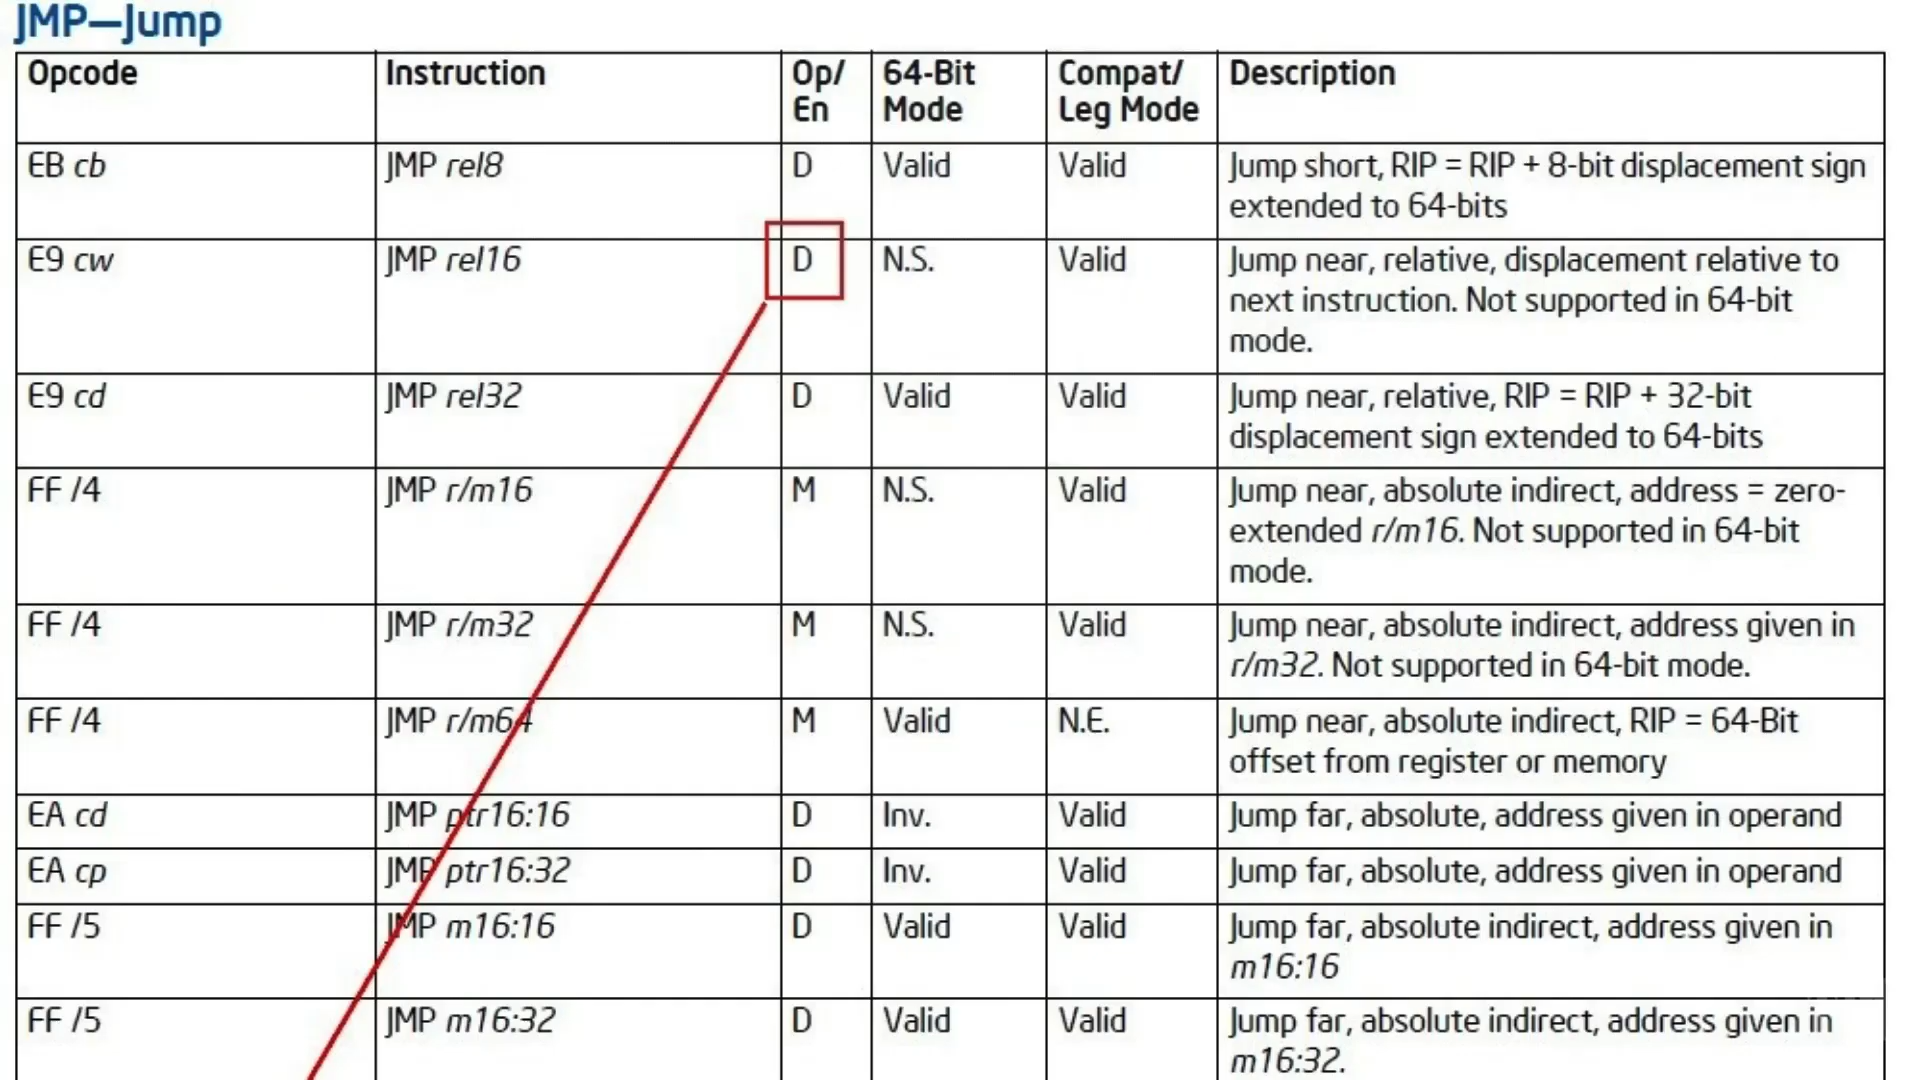 JMP—Jump
Opcode Instruction Op/ 64-Bit Compat/ Description
En Mode Leg Mode
EB cb JMP rel8 D Valid Valid Jump short, RIP = RIP + 8-bit displacement sign
extended to 64-bits
E9 cw JMP rel16 D N.S. Valid Jump near, relative, displacement relative to
next instruction. Not supported in 64-bit
mode.
E9 cd JMP rel32 D Valid Valid Jump near, relative, RIP = RIP + 32-bit
displacement sign extended to 64-bits
FF /4 JMP r/m16 M N.S. Valid Jump near, absolute indirect, address = zero-
extended r/m16. Not supported in 64-bit
mode.
FF /4 JMP r/m32 M N.S. Valid Jump near, absolute indirect, address given in
r/m32. Not supported in 64-bit mode.
FF /4 JMP r/m64 M Valid N.E. Jump near, absolute indirect, RIP = 64-Bit
offset from register or memory
EA cd JMP ptr16:16 D Inv. Valid Jump far, absolute, address given in operand
EA cp JMP ptr16:32 D Inv. Valid Jump far, absolute, address given in operand
FF /5 JMP m16:16 D Valid Valid Jump far, absolute indirect, address given in
m16:16
FF /5 JMP m16:32 D Valid Valid Jump far, absolute indirect, address given in
m16:32.